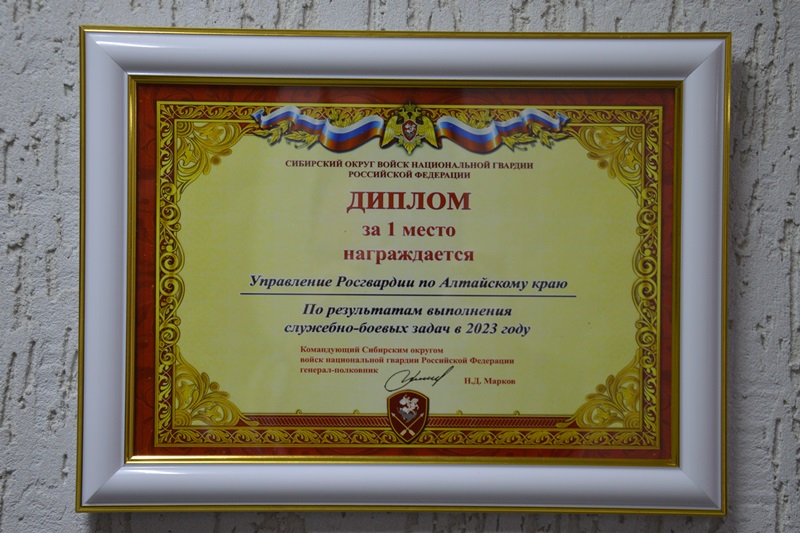 СИБИРСКИЙ ОКРУГ ВОЙСК НАЦИОНАЛЬНОЙ ГВАРДИИ
РОССИЙСКОЙ ФЕДЕРАЦИИ
ДИПЛОМ
за 1 место
награждается
Управление Росгвардии по Алтайскому краю
По результатам выполнения
служебно-боевых задач в 2023 году
Командующий Сибирским округом
войск национальной гвардии Российской Федерации
генерал-полковник
Н.Д. Марков